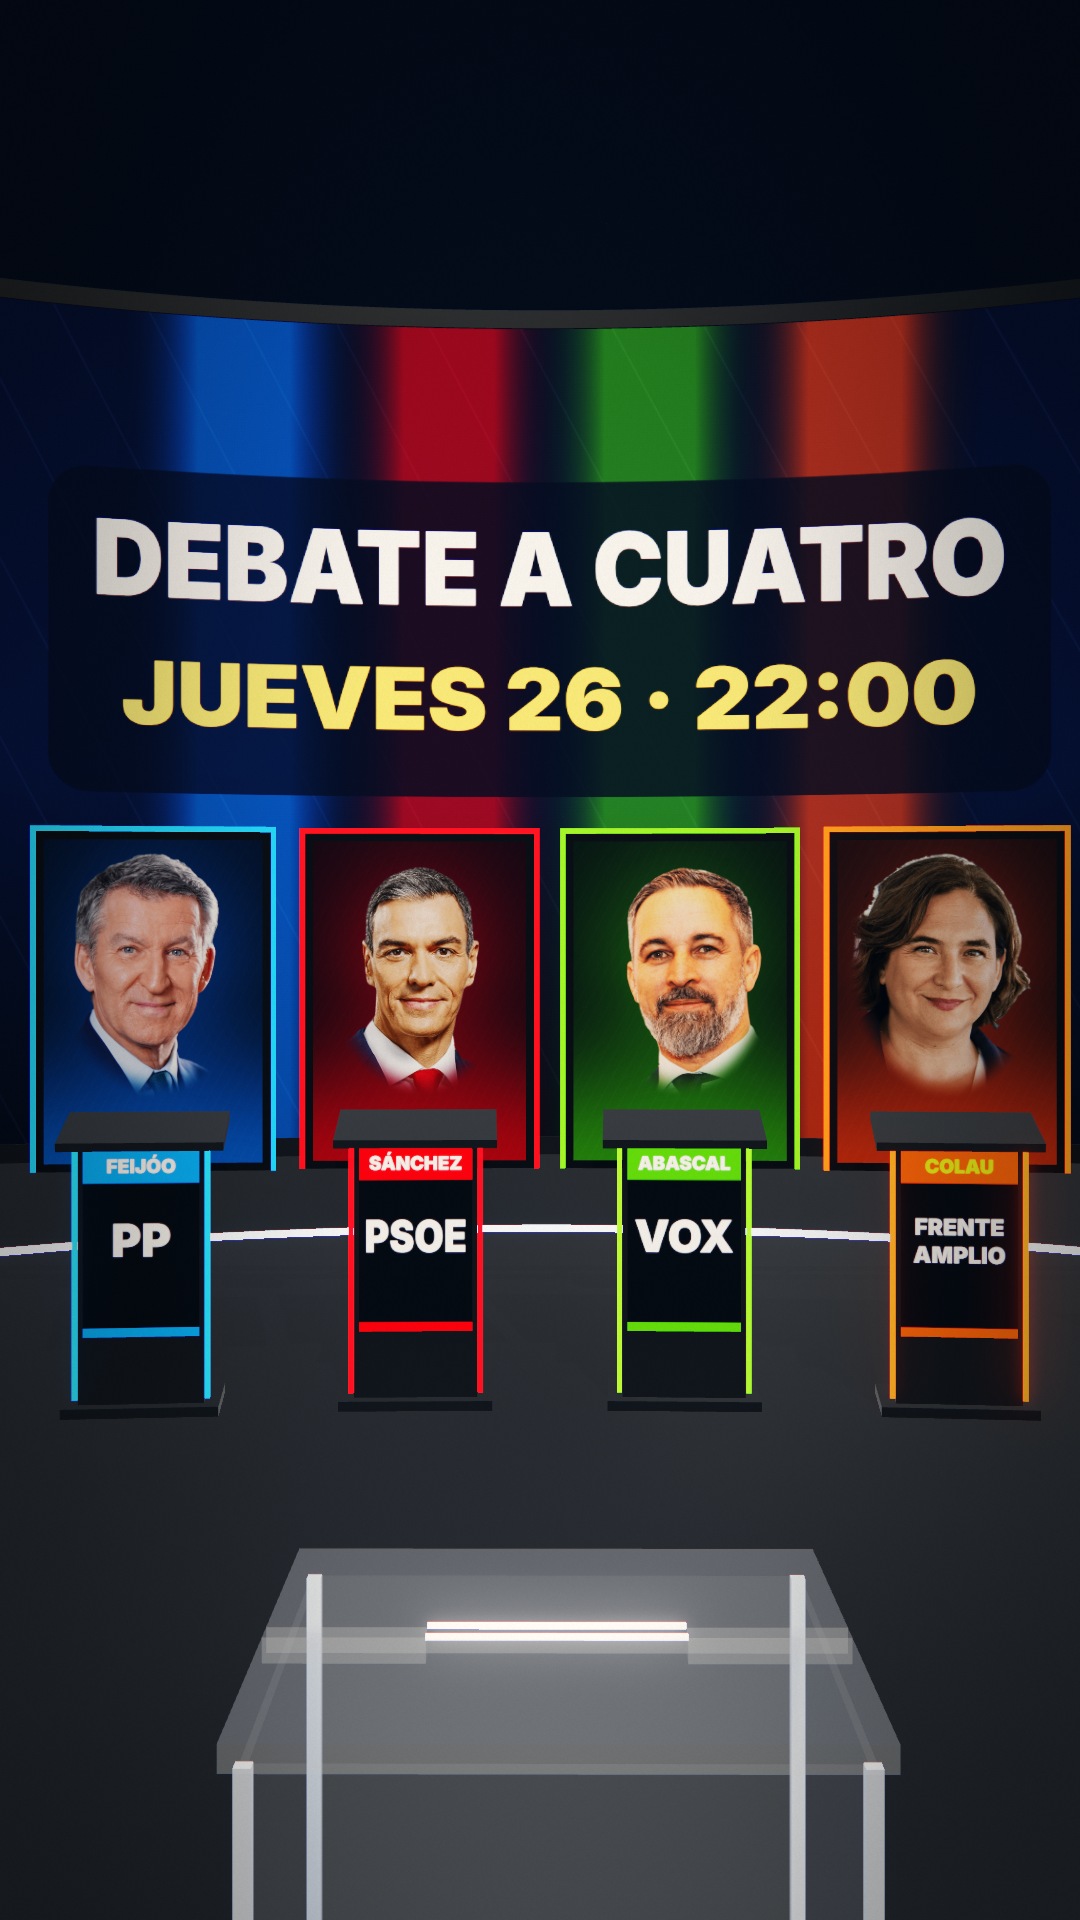 DEBATE A CUATRO
JUEVES 26 · 22:00
FEIJÓO
PP
SÁNCHEZ
PSOE
ABASCAL
VOX
COLAU
FRENTE
AMPLIO